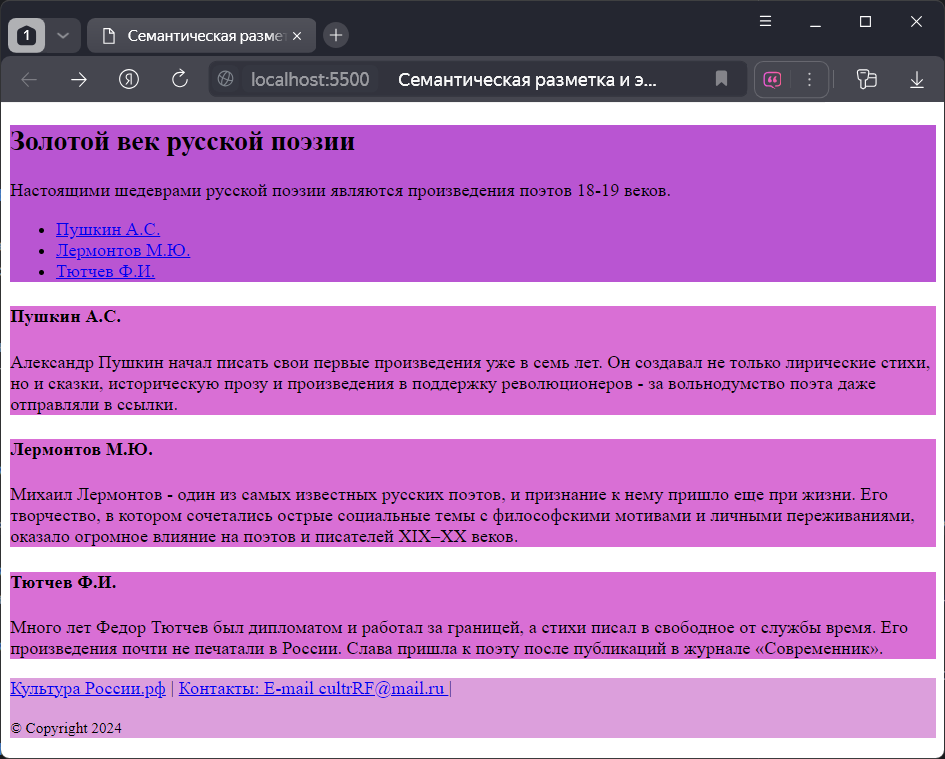 1
Семантическая разме
localhost:5500 Семантическая разметка и э...
Золотой век русской поэзии
Настоящими шедеврами русской поэзии являются произведения поэтов 18-19 веков.
Пушкин А.С.
Лермонтов М.Ю.
Тютчев Ф.И.
Пушкин А.С.
Александр Пушкин начал писать свои первые произведения уже в семь лет. Он создавал не только лирические стихи,
но и сказки, историческую прозу и произведения в поддержку революционеров - за вольнодумство поэта даже
отправляли в ссылки.
Лермонтов М.Ю.
Михаил Лермонтов - один из самых известных русских поэтов, и признание к нему пришло еще при жизни. Его
творчество, в котором сочетались острые социальные темы с философскими мотивами и личными переживаниями,
оказало огромное влияние на поэтов и писателей XIX–XX веков.
Тютчев Ф.И.
Много лет Федор Тютчев был дипломатом и работал за границей, а стихи писал в свободное от службы время. Его
произведения почти не печатали в России. Слава пришла к поэту после публикаций в журнале «Современник».
Культура России.рф | Контакты: E-mail cultrRF@mail.ru |
© Copyright 2024